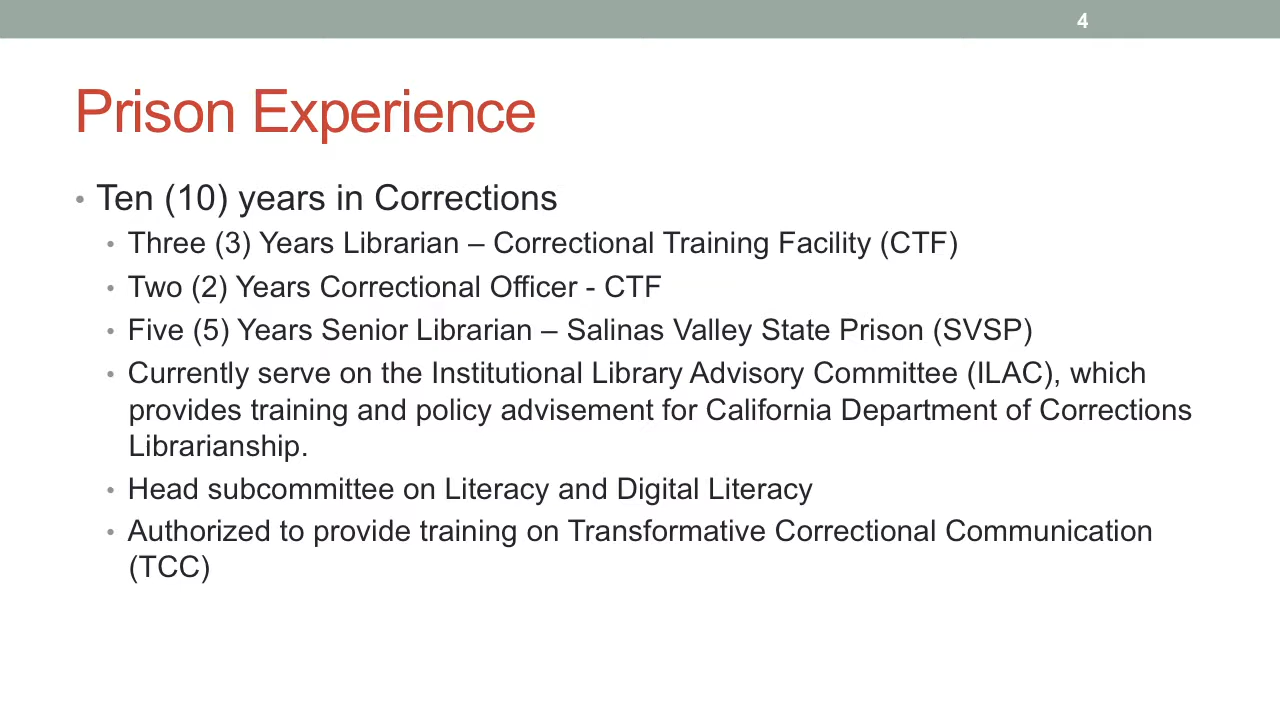 4
Prison Experience
• Ten (10) years in Corrections
• Three (3) Years Librarian – Correctional Training Facility (CTF)
• Two (2) Years Correctional Officer - CTF
• Five (5) Years Senior Librarian – Salinas Valley State Prison (SVSP)
• Currently serve on the Institutional Library Advisory Committee (ILAC), which
provides training and policy advisement for California Department of Corrections
Librarianship.
• Head subcommittee on Literacy and Digital Literacy
• Authorized to provide training on Transformative Correctional Communication
(TCC)